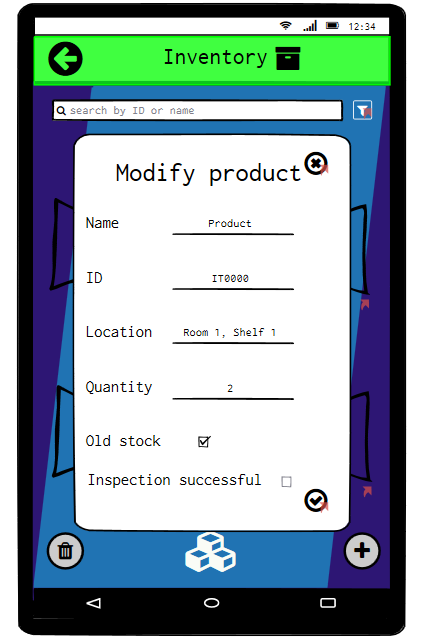 12:34
Inventory
search by ID or name
Modify product
Name Product
ID IT0000
Location Room 1, Shelf 1
Quantity 2
Old stock
Inspection successful